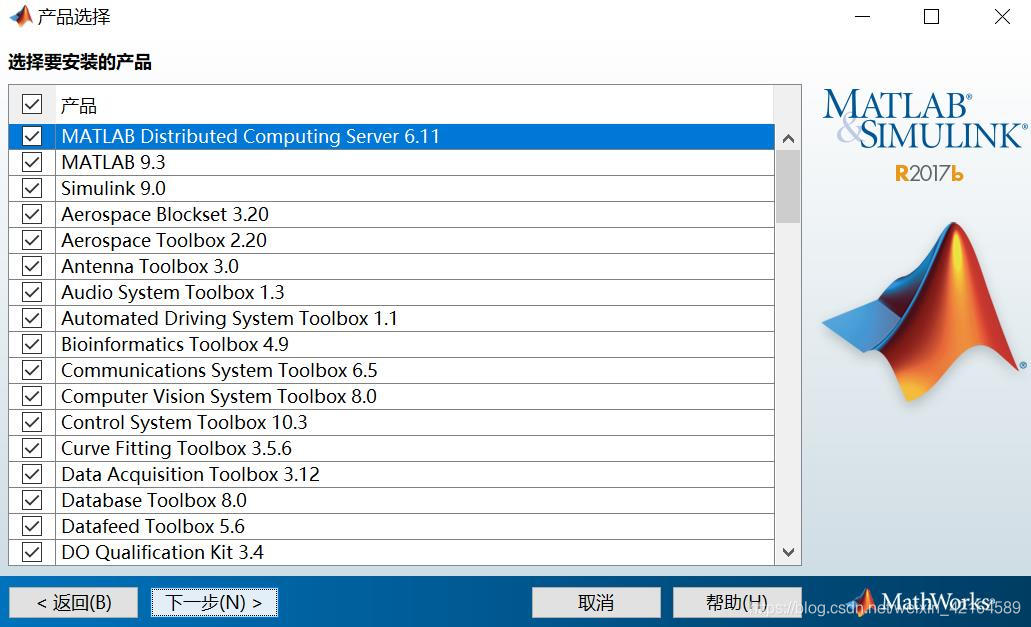 产品选择
选择要安装的产品
产品
MATLAB Distributed Computing Server 6.11
MATLAB 9.3
Simulink 9.0
Aerospace Blockset 3.20
Aerospace Toolbox 2.20
Antenna Toolbox 3.0
Audio System Toolbox 1.3
Automated Driving System Toolbox 1.1
Bioinformatics Toolbox 4.9
Communications System Toolbox 6.5
Computer Vision System Toolbox 8.0
Control System Toolbox 10.3
Curve Fitting Toolbox 3.5.6
Data Acquisition Toolbox 3.12
Database Toolbox 8.0
Datafeed Toolbox 5.6
DO Qualification Kit 3.4
MATLAB®
&SIMULINK®
R2017b
®
< 返回(B)
下一步(N) >
取消
帮助(H)
MathWorks®
https://blog.csdn.net/weixin_42164589